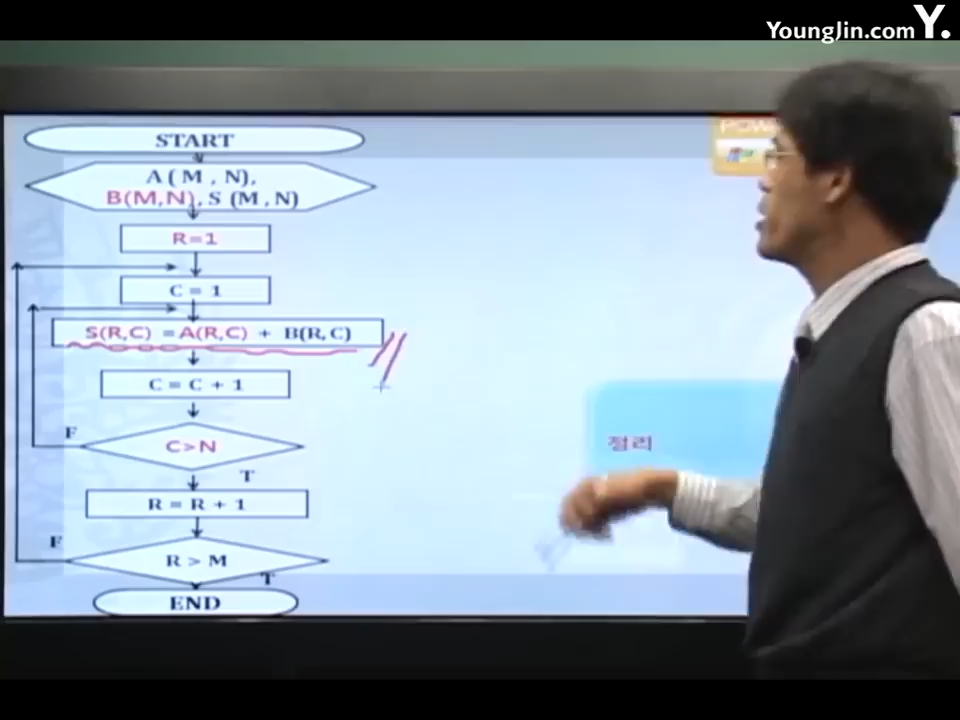 YoungJin.com Y.
START
A ( M , N),
B(M,N), S (M , N)
R=1
C = 1
S(R,C) =A(R,C) + B(R,C)
C = C + 1
F
C>N
T
R = R + 1
F
R > M
T
END
정리